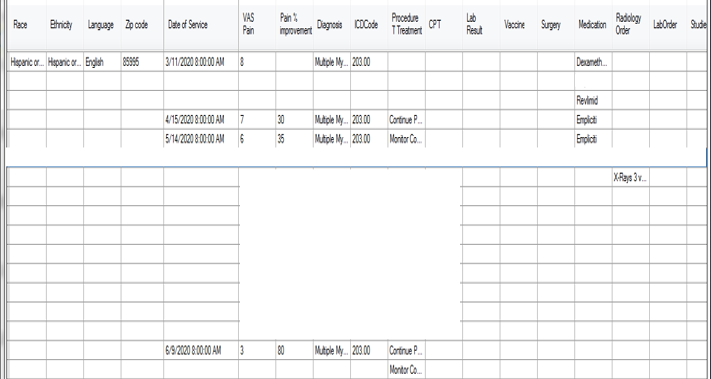 Race Ethnicity Language Zip code Date of Service VAS Pain Pain % improvement Diagnosis ICDCode Procedure T Treatment CPT Lab Result Vaccine Surgery Medication Radiology Order LabOrder Studie
Hispanic or... Hispanic or... English 85995 3/11/2020 8:00:00 AM 8 Multiple My... 203.00 Dexameth...
Revlimid
4/15/2020 8:00:00 AM 7 30 Multiple My... 203.00 Continue P... Empliciti
5/14/2020 8:00:00 AM 6 35 Multiple My... 203.00 Monitor Co... Empliciti
X-Rays 3 v...
6/9/2020 8:00:00 AM 3 80 Multiple My... 203.00 Continue P...
Monitor Co...